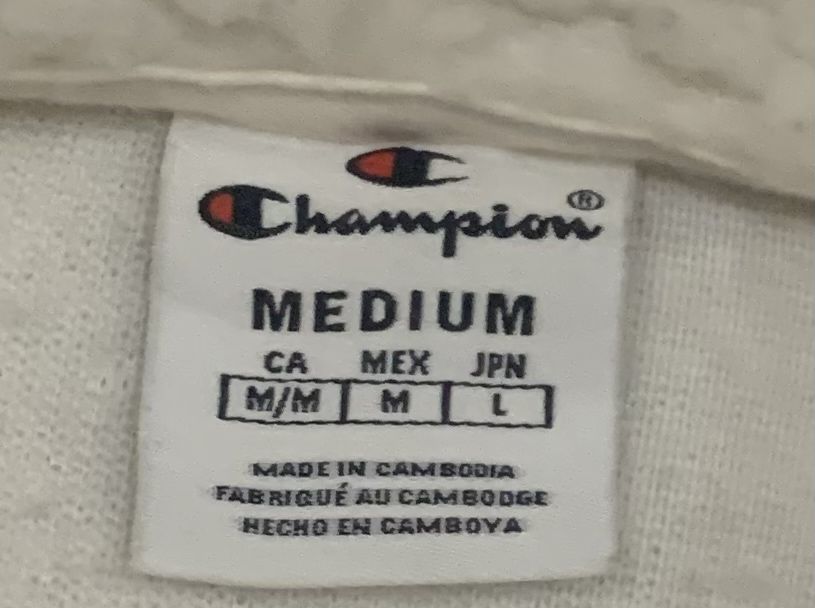 Champion®
MEDIUM
CA MEX JPN
M/M M L
MADE IN CAMBODIA
FABRIQUÉ AU CAMBODGE
HECHO EN CAMBOYA